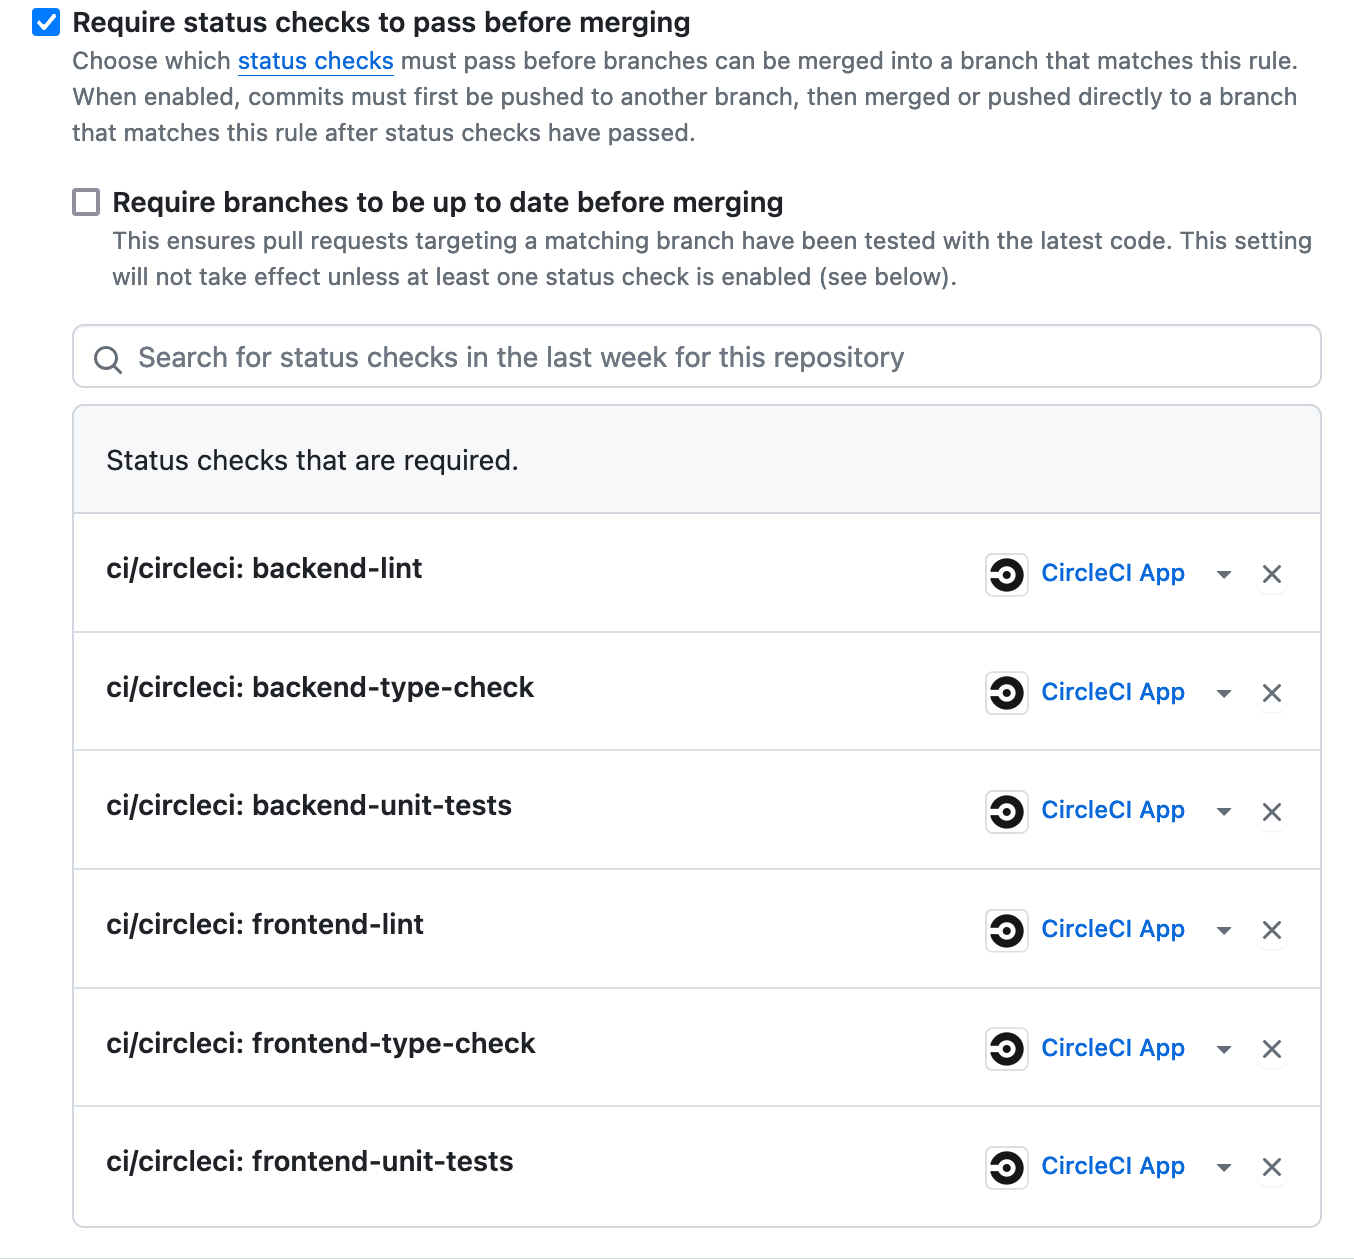 Require status checks to pass before merging
Choose which status checks must pass before branches can be merged into a branch that matches this rule.
When enabled, commits must first be pushed to another branch, then merged or pushed directly to a branch
that matches this rule after status checks have passed.
Require branches to be up to date before merging
This ensures pull requests targeting a matching branch have been tested with the latest code. This setting
will not take effect unless at least one status check is enabled (see below).
Search for status checks in the last week for this repository
Status checks that are required.
ci/circleci: backend-lint CircleCI App
ci/circleci: backend-type-check CircleCI App
ci/circleci: backend-unit-tests CircleCI App
ci/circleci: frontend-lint CircleCI App
ci/circleci: frontend-type-check CircleCI App
ci/circleci: frontend-unit-tests CircleCI App